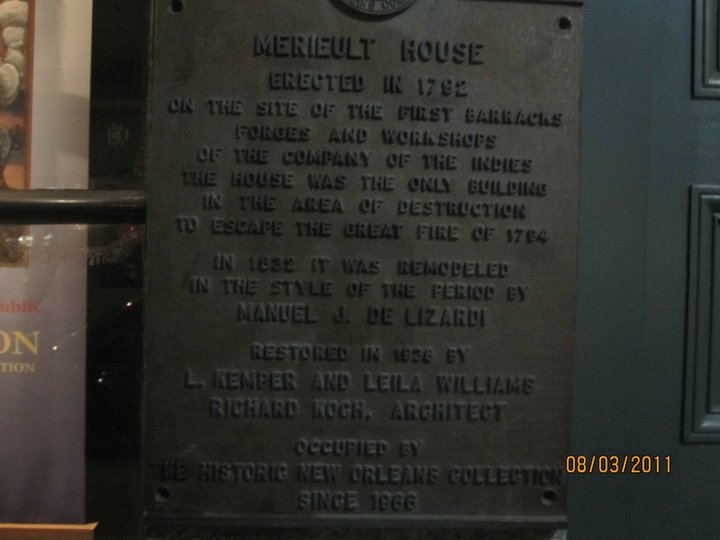 MERIEULT HOUSE
ERECTED IN 1792
ON THE SITE OF THE FIRST BARRACKS
FORGES AND WORKSHOPS
OF THE COMPANY OF THE INDIES
THE HOUSE WAS THE ONLY BUILDING
IN THE AREA OF DESTRUCTION
TO ESCAPE THE GREAT FIRE OF 1794
IN 1832 IT WAS REMODELED
IN THE STYLE OF THE PERIOD BY
MANUEL J. DE LIZARDI
RESTORED IN 1938 BY
L. KEMPER AND LEILA WILLIAMS
RICHARD KOCH, ARCHITECT
OCCUPIED BY
THE HISTORIC NEW ORLEANS COLLECTION
SINCE 1966
ublic
ON
TION
08/03/2011